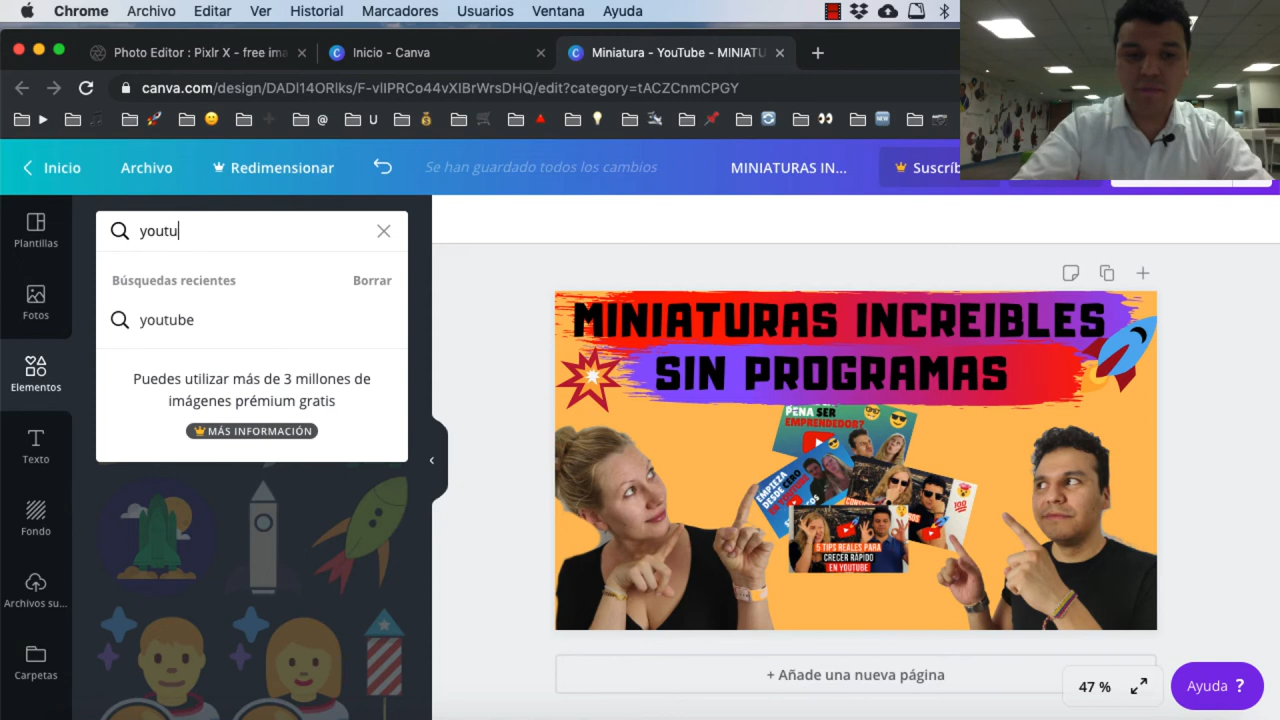 Chrome Archivo Editar Ver Historial Marcadores Usuarios Ventana Ayuda
Photo Editor : Pixlr X - free ima
Inicio - Canva
Miniatura - YouTube - MINIATU
canva.com/design/DADI14ORlks/F-vlIPRCo44vXIBrWrsDHQ/edit?category=tACZCnmCPGY
@
U
Inicio
Archivo
Redimensionar
Se han guardado todos los cambios
MINIATURAS IN...
Suscríb
Plantillas
Fotos
Elementos
Texto
Fondo
Archivos su...
Carpetas
youtu
Búsquedas recientes
Borrar
youtube
Puedes utilizar más de 3 millones de
imágenes prémium gratis
MÁS INFORMACIÓN
MINIATURAS INCREIBLES
SIN PROGRAMAS
PENA SER
EMPRENDEDOR?
EMPIEZA
DESDE CERO
100
5 TIPS REALES PARA
CRECER RÁPIDO
EN YOUTUBE
+ Añade una nueva página
47 %
Ayuda ?